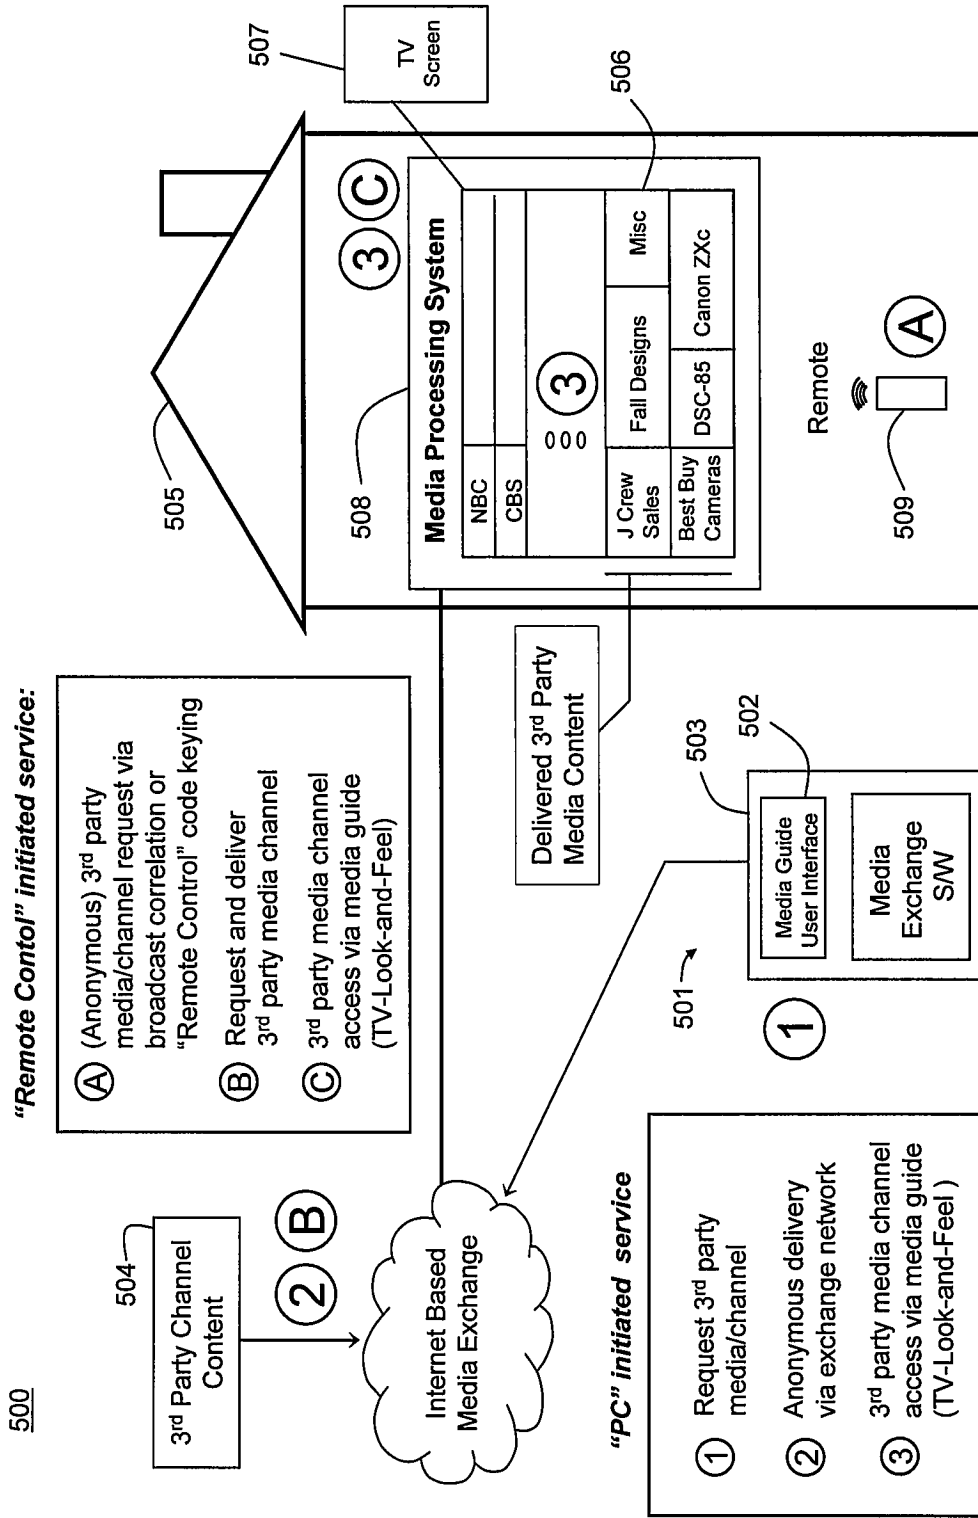 500
504
3rd Party Channel
Content
2
B
Internet Based
Media Exchange
"Remote Contol" initiated service:
A
(Anonymous) 3rd party
media/channel request via
broadcast correlation or
"Remote Control" code keying
B
Request and deliver
3rd party media channel
C
3rd party media channel
access via media guide
(TV-Look-and-Feel)
505
507
TV
Screen
3
C
508
Media Processing System
NBC
CBS
000
3
J Crew
Sales
Fall Designs
Misc
Best Buy
Cameras
DSC-85
Canon ZXc
506
Delivered 3rd Party
Media Content
Remote
509
A
"PC" initiated service
1
Request 3rd party
media/channel
2
Anonymous delivery
via exchange network
3
3rd party media channel
access via media guide
(TV-Look-and-Feel )
1
501
503
502
Media Guide
User Interface
Media
Exchange
S/W